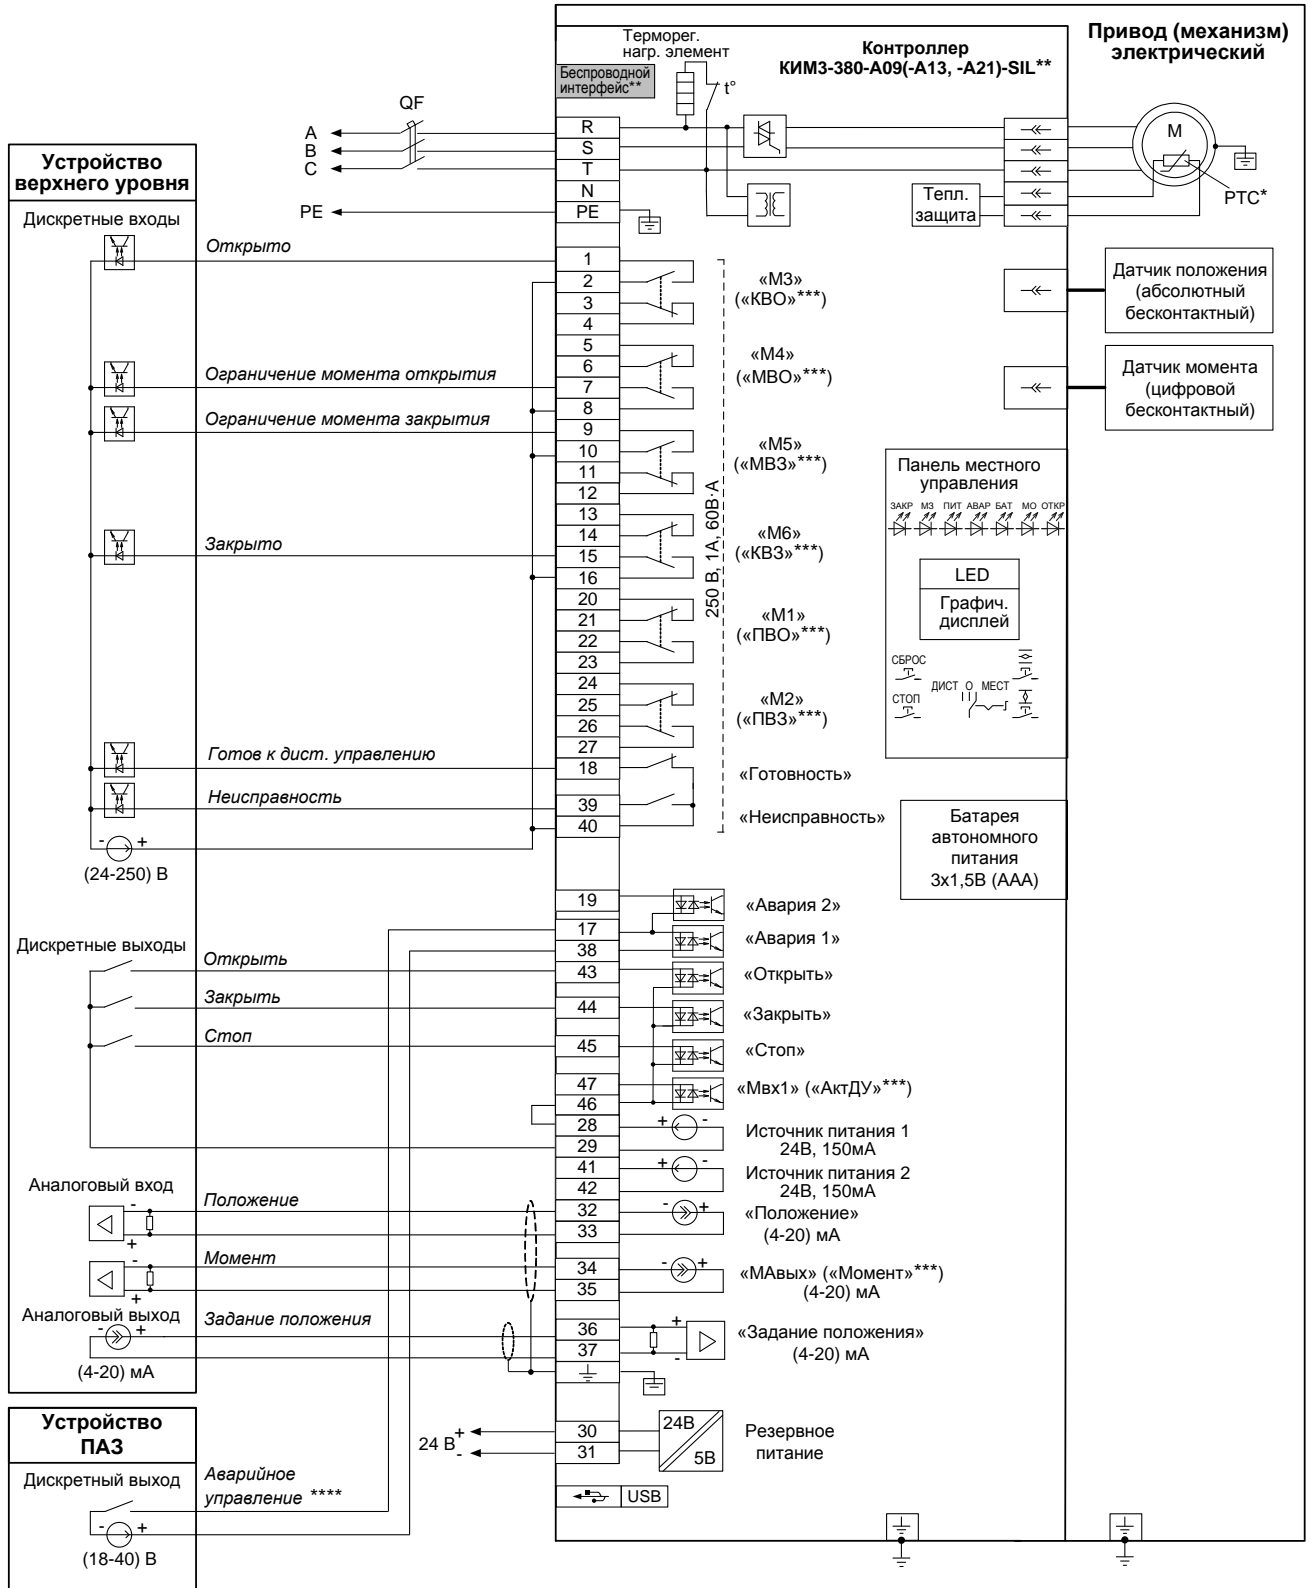 Привод (механизм)
электрический
Контроллер
КИМ3-380-А09(-А13, -А21)-SIL**
Терморег.
нагр. элемент
Беспроводной
интерфейс**
t°
QF
A
B
C
PE
R
S
T
N
PE
M
PTC*
Тепл.
защита
Устройство
верхнего уровня
Дискретные входы
Открыто
Ограничение момента открытия
Ограничение момента закрытия
Закрыто
Готов к дист. управлению
Неисправность
- +
(24-250) В
1
2
3
4
5
6
7
8
9
10
11
12
13
14
15
16
20
21
22
23
24
25
26
27
18
39
40
«М3»
(«КВО»***)
«М4»
(«МВО»***)
«М5»
(«МВЗ»***)
«М6»
(«КВЗ»***)
«М1»
(«ПВО»***)
«М2»
(«ПВЗ»***)
«Готовность»
«Неисправность»
250 В, 1А, 60В·А
Датчик положения
(абсолютный
бесконтактный)
Датчик момента
(цифровой
бесконтактный)
Панель местного
управления
ЗАКР МЗ ПИТ АВАР БАТ МО ОТКР
LED
Графич.
дисплей
СБРОС
СТОП
ДИСТ О МЕСТ
Батарея
автономного
питания
3х1,5В (ААА)
Дискретные выходы
Открыть
Закрыть
Стоп
19
17
38
43
44
45
47
46
28
29
41
42
32
33
34
35
36
37
30
31
«Авария 2»
«Авария 1»
«Открыть»
«Закрыть»
«Стоп»
«Мвх1» («АктДУ»***)
+ -
Источник питания 1
24В, 150мА
+ -
Источник питания 2
24В, 150мА
- +
«Положение»
(4-20) мА
- +
«МАвых» («Момент»***)
(4-20) мА
+
-
«Задание положения»
(4-20) мА
Аналоговый вход
Положение
-
+
Момент
-
+
Аналоговый выход
Задание положения
- +
(4-20) мА
24 В
+
-
24В
5В
Резервное
питание
USB
Устройство
ПАЗ
Дискретный выход
Аварийное
управление ****
- +
(18-40) В